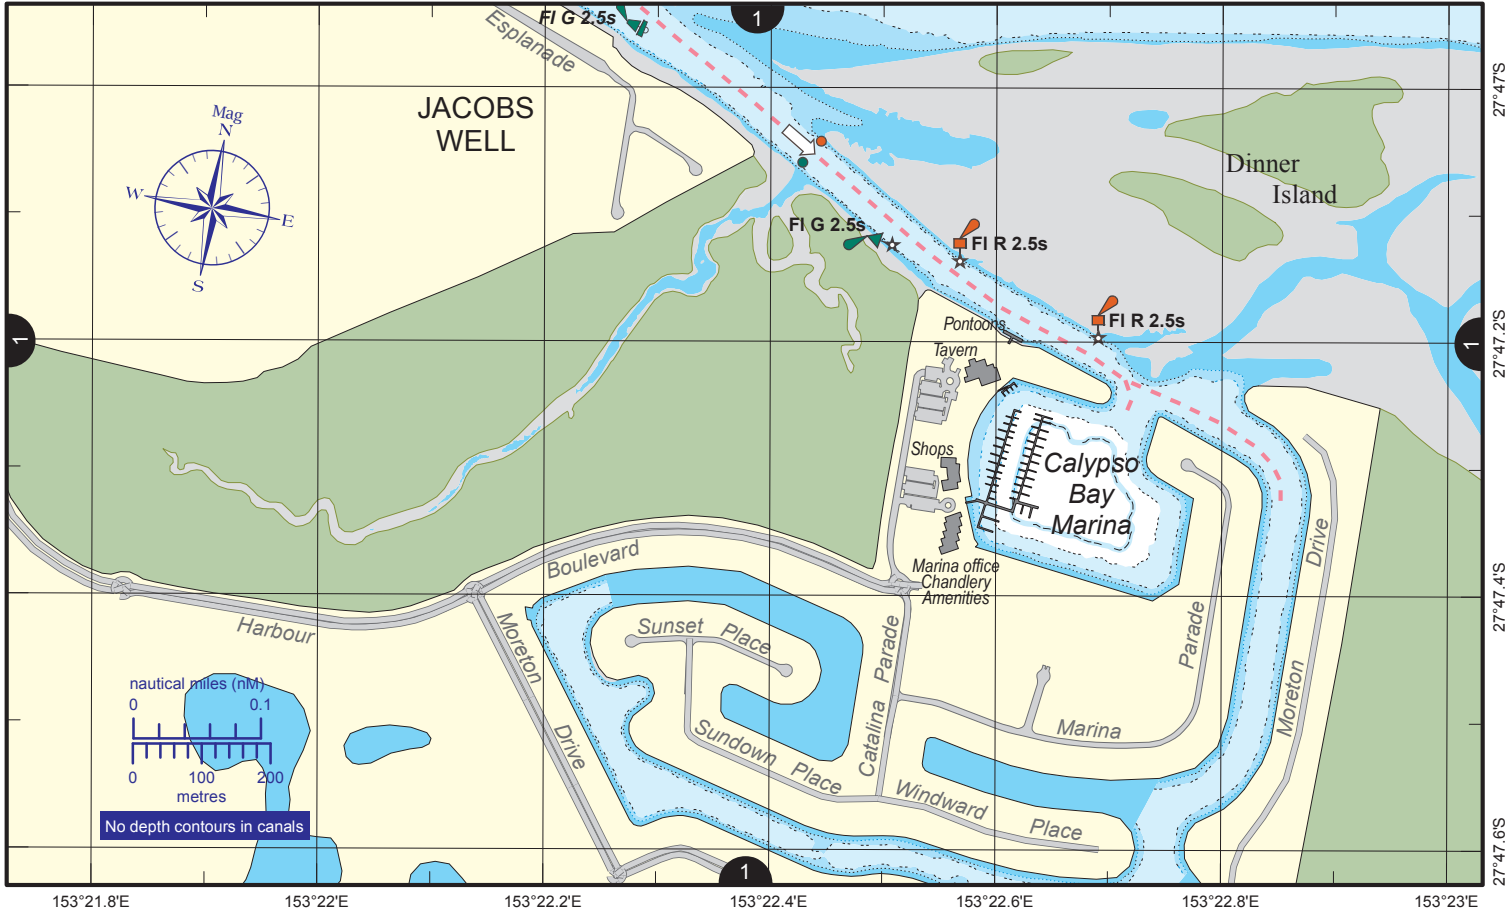 Fl G 2.5s
1
Esplanade
27°47'S
JACOBS
WELL
Mag
N
W
E
S
Dinner
Island
Fl G 2.5s
Fl R 2.5s
Fl R 2.5s
Pontoons
1
1
27°47.2'S
Tavern
Shops
Calypso
Bay
Marina
Drive
Boulevard
Marina office
Chandlery
Amenities
27°47.4'S
Harbour
Moreton
Sunset Place
Parade
Parade
Moreton
nautical miles (nM)
0 0.1
0 100 200
metres
No depth contours in canals
Drive
Sundown Place
Catalina
Marina
Windward Place
27°47.6'S
1
153°21.8'E 153°22'E 153°22.2'E 153°22.4'E 153°22.6'E 153°22.8'E 153°23'E